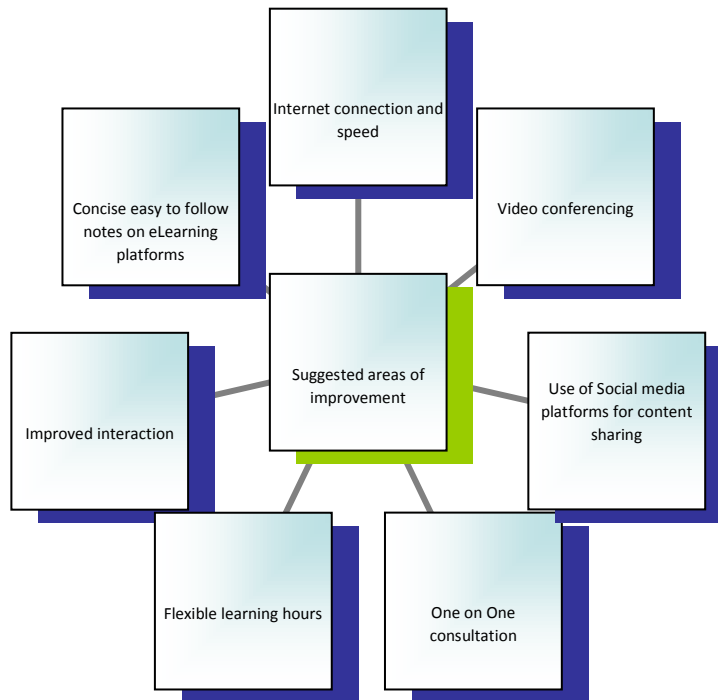 Internet connection and
speed
Concise easy to follow
notes on eLearning
platforms
Video conferencing
Suggested areas of
improvement
Use of Social media
platforms for content
sharing
Improved interaction
Flexible learning hours
One on One
consultation